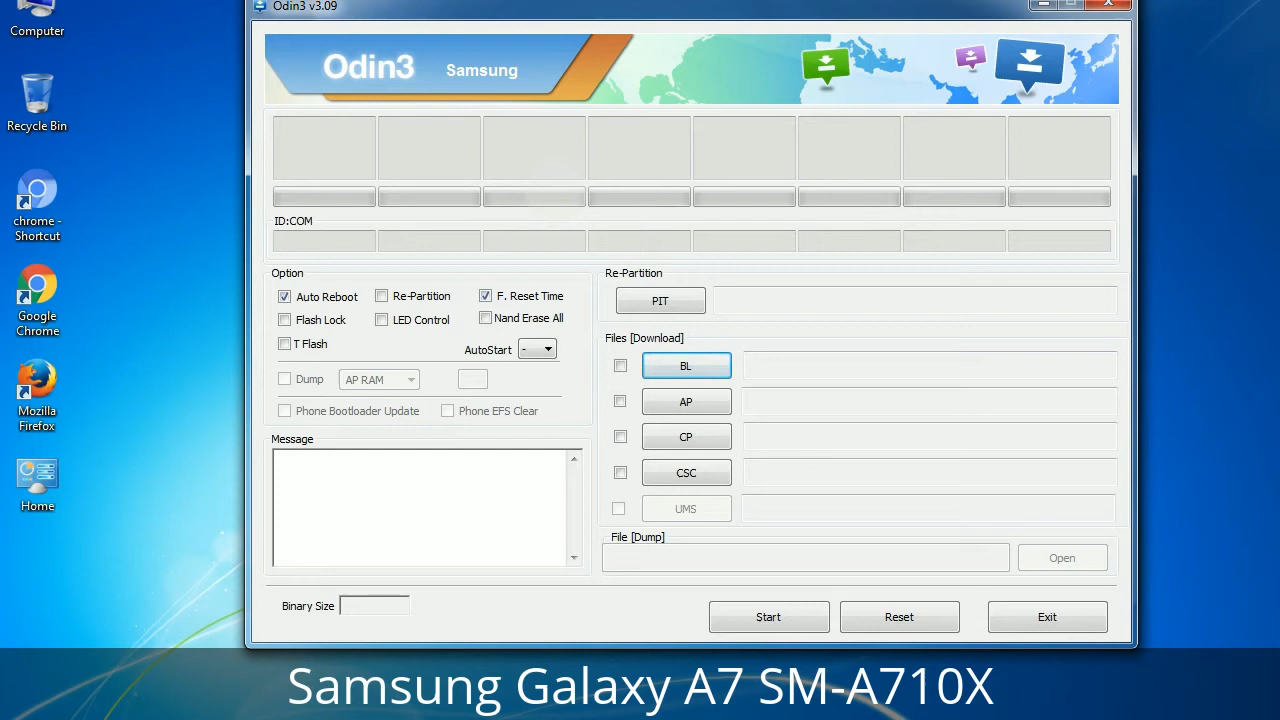 Odin3 v3.09
Computer
Odin3 Samsung
Recycle Bin
chrome -
Shortcut
ID:COM
Google
Chrome
Option
Auto Reboot
Re-Partition
F. Reset Time
Flash Lock
LED Control
Nand Erase All
T Flash
AutoStart -
Dump
AP RAM
Phone Bootloader Update
Phone EFS Clear
Re-Partition
PIT
Files [Download]
BL
AP
CP
CSC
UMS
Mozilla
Firefox
Message
File [Dump]
Open
Home
Binary Size
Start
Reset
Exit
Samsung Galaxy A7 SM-A710X